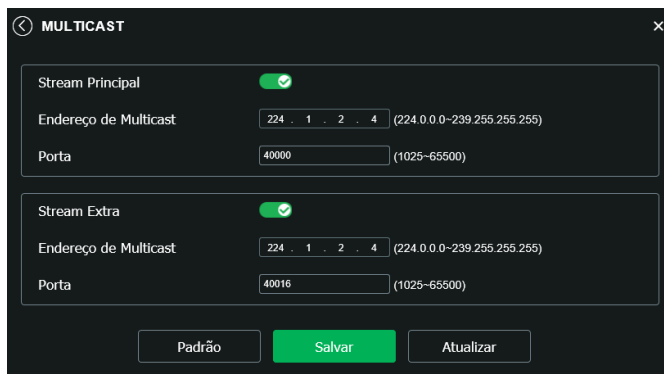 MULTICAST
Stream Principal
Endereço de Multicast 224 . 1 . 2 . 4 (224.0.0.0~239.255.255.255)
Porta 40000 (1025~65500)
Stream Extra
Endereço de Multicast 224 . 1 . 2 . 4 (224.0.0.0~239.255.255.255)
Porta 40016 (1025~65500)
Padrão Salvar Atualizar